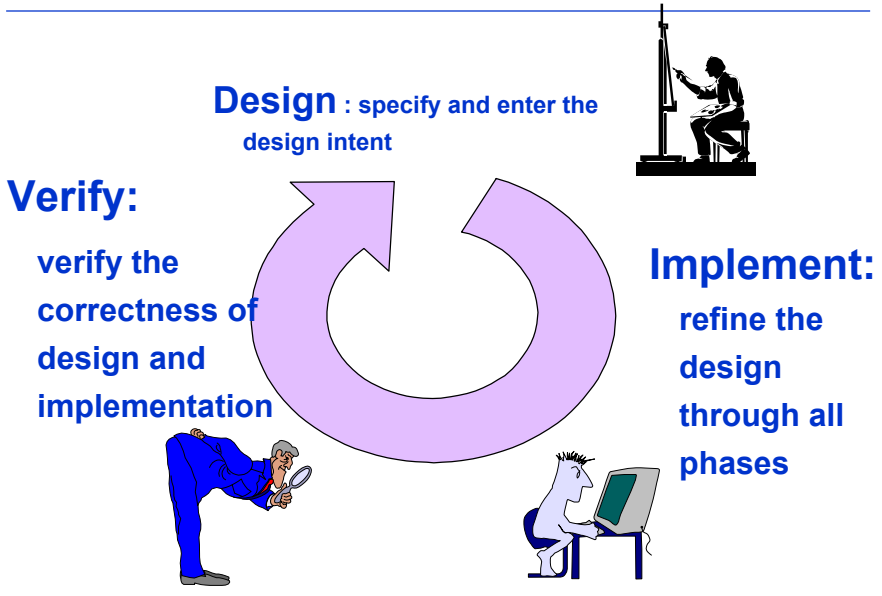 Design : specify and enter the
design intent
Verify:
verify the
correctness of
design and
implementation
Implement:
refine the
design
through all
phases